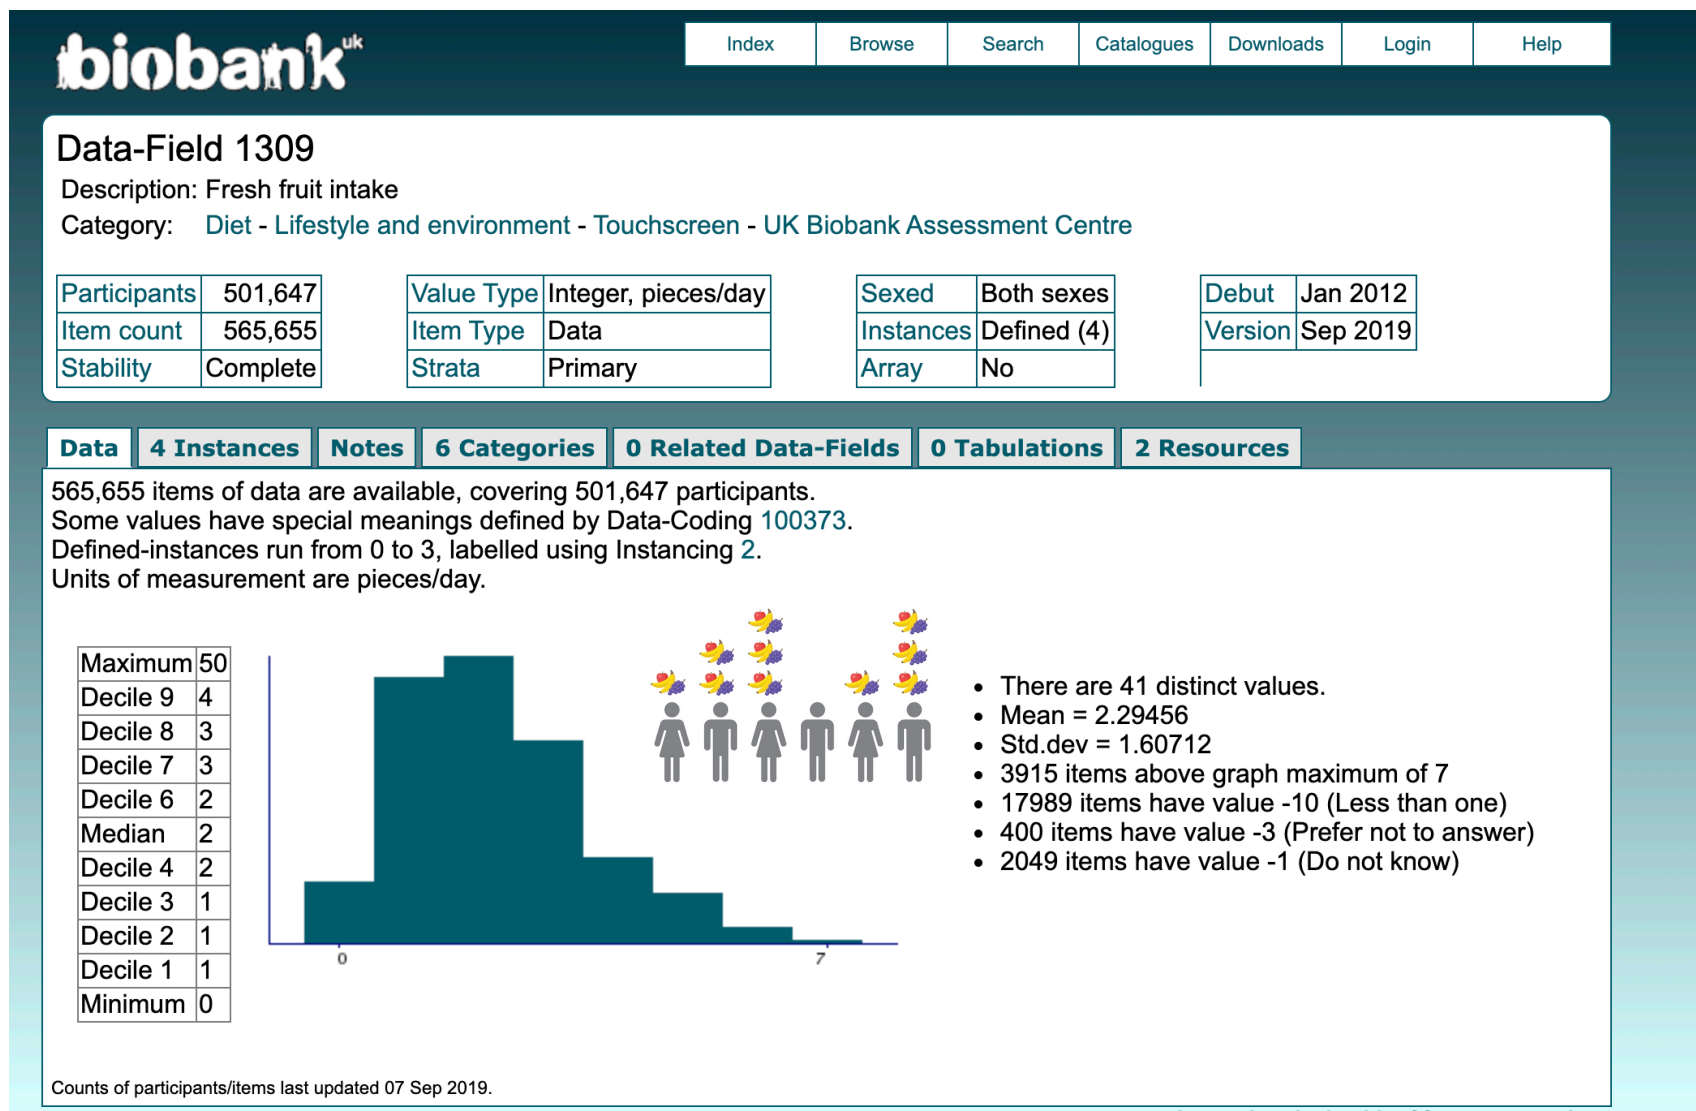 biobank uk
Index Browse Search Catalogues Downloads Login Help
Data-Field 1309
Description: Fresh fruit intake
Category: Diet - Lifestyle and environment - Touchscreen - UK Biobank Assessment Centre
Participants 501,647 Value Type Integer, pieces/day Sexed Both sexes Debut Jan 2012
Item count 565,655 Item Type Data Instances Defined (4) Version Sep 2019
Stability Complete Strata Primary Array No
Data 4 Instances Notes 6 Categories 0 Related Data-Fields 0 Tabulations 2 Resources
565,655 items of data are available, covering 501,647 participants.
Some values have special meanings defined by Data-Coding 100373.
Defined-instances run from 0 to 3, labelled using Instancing 2.
Units of measurement are pieces/day.
Maximum 50
Decile 9 4
Decile 8 3
Decile 7 3
Decile 6 2
Median 2
Decile 4 2
Decile 3 1
Decile 2 1
Decile 1 1
Minimum 0
0 7
There are 41 distinct values.
Mean = 2.29456
Std.dev = 1.60712
3915 items above graph maximum of 7
17989 items have value -10 (Less than one)
400 items have value -3 (Prefer not to answer)
2049 items have value -1 (Do not know)
Counts of participants/items last updated 07 Sep 2019.